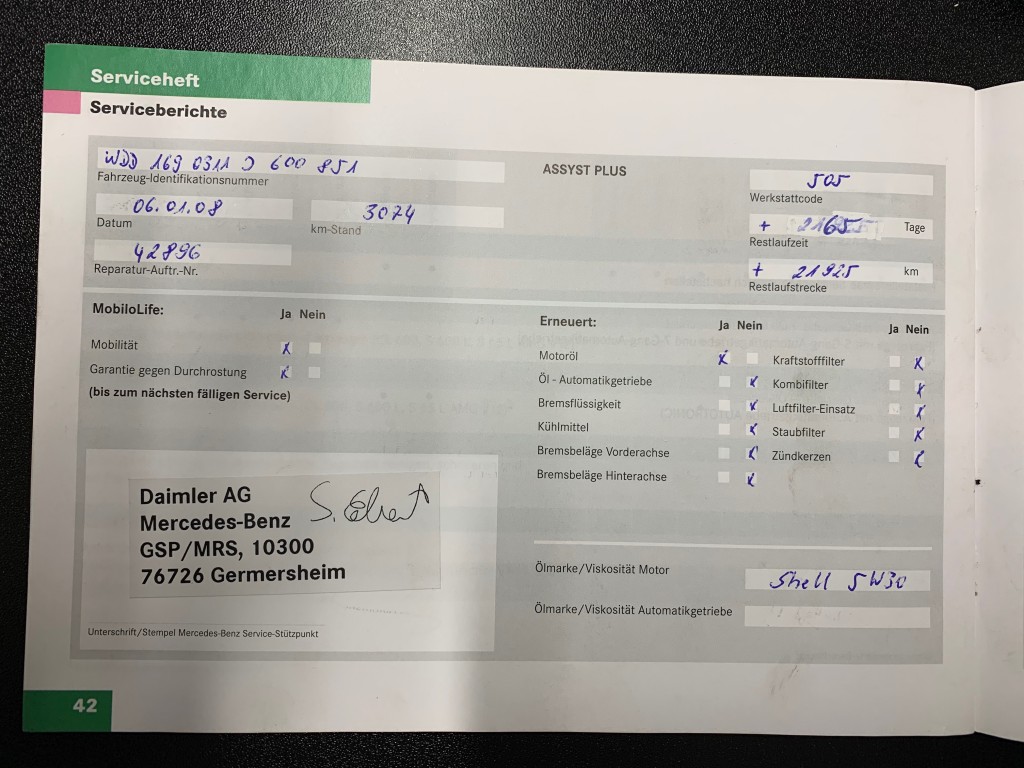 Serviceheft
Serviceberichte
WDD 169 0311 J 600 851
Fahrzeug-Identifikationsnummer
ASSYST PLUS
505
Werkstattcode
06.01.08
Datum
3074
km-Stand
+ Tage
Restlaufzeit
42896
Reparatur-Auftr.-Nr.
+ 21925 km
Restlaufstrecke
MobiloLife:
Ja Nein
Mobilität x
Garantie gegen Durchrostung x
(bis zum nächsten fälligen Service)
Erneuert:
Ja Nein
Ja Nein
Motoröl x
Kraftstofffilter x
Öl - Automatikgetriebe x
Kombifilter x
Bremsflüssigkeit x
Luftfilter-Einsatz x
Kühlmittel x
Staubfilter x
Bremsbeläge Vorderachse x
Zündkerzen x
Bremsbeläge Hinterachse x
Daimler AG
Mercedes-Benz
GSP/MRS, 10300
76726 Germersheim
Unterschrift/Stempel Mercedes-Benz Service-Stützpunkt
Ölmarke/Viskosität Motor
Shell 5W30
Ölmarke/Viskosität Automatikgetriebe
42